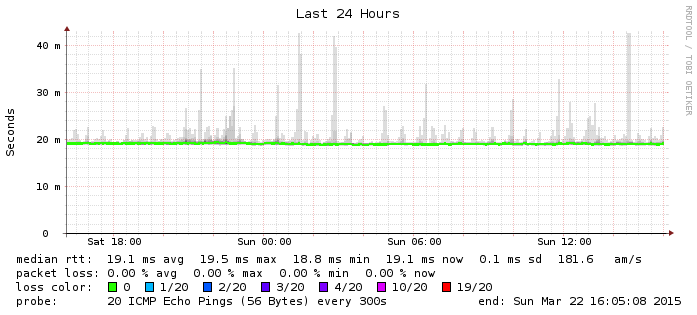 Last 24 Hours
RRDTOOL / TOBI OETIKER
Seconds
40 m
30 m
20 m
10 m
0
Sat 18:00 Sun 00:00 Sun 06:00 Sun 12:00
median rtt: 19.1 ms avg 19.5 ms max 18.8 ms min 19.1 ms now 0.1 ms sd 181.6 am/s
packet loss: 0.00 % avg 0.00 % max 0.00 % min 0.00 % now
loss color: 0 1/20 2/20 3/20 4/20 10/20 19/20
probe: 20 ICMP Echo Pings (56 Bytes) every 300s end: Sun Mar 22 16:05:08 2015